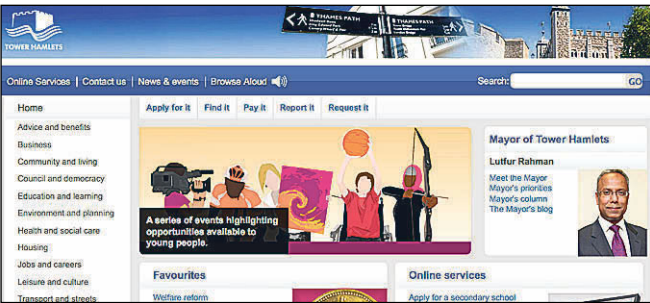 THAMES PATH
THAMES PATH
TOWER HAMLETS
Online Services | Contact us | News & events | Browse Aloud
Search:
GO
Home
Apply for it
Find it
Pay it
Report it
Request it
Advice and benefits
Business
Community and living
Council and democracy
Education and learning
Environment and planning
Health and social care
Housing
Jobs and careers
Leisure and culture
Transport and streets
A series of events highlighting
opportunities available to
young people.
Mayor of Tower Hamlets
Lutfur Rahman
Meet the Mayor
Mayor's priorities
Mayor's column
The Mayor's blog
Favourites
Welfare reform
Online services
Apply for a secondary school